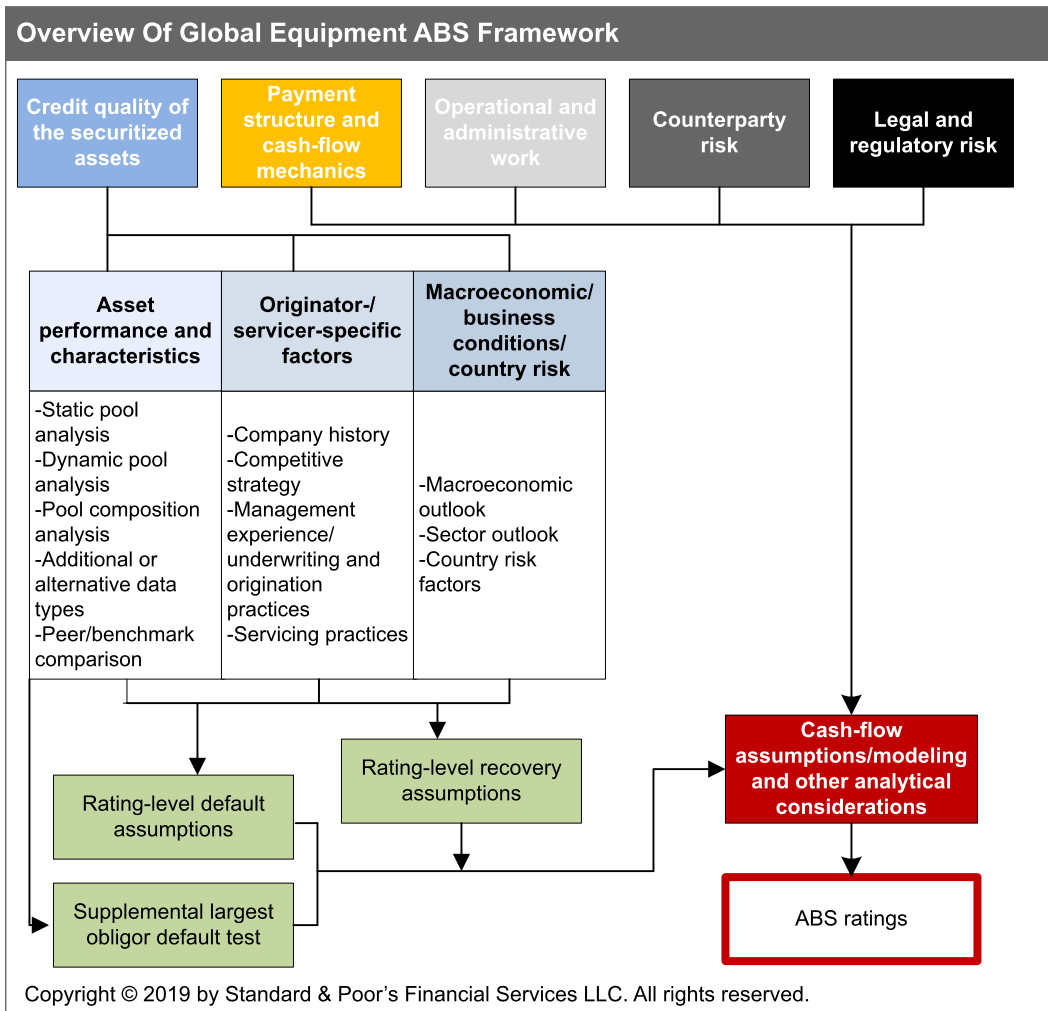 Overview Of Global Equipment ABS Framework
Credit quality of
the securitized
assets
Payment
structure and
cash-flow
mechanics
Operational and
administrative
work
Counterparty
risk
Legal and
regulatory risk
Asset
performance and
characteristics
Originator-/
servicer-specific
factors
Macroeconomic/
business
conditions/
country risk
-Static pool
analysis
-Dynamic pool
analysis
-Pool composition
analysis
-Additional or
alternative data
types
-Peer/benchmark
comparison
-Company history
-Competitive
strategy
-Management
experience/
underwriting and
origination
practices
-Servicing practices
-Macroeconomic
outlook
-Sector outlook
-Country risk
factors
Rating-level default
assumptions
Rating-level recovery
assumptions
Cash-flow
assumptions/modeling
and other analytical
considerations
Supplemental largest
obligor default test
ABS ratings
Copyright © 2019 by Standard & Poor’s Financial Services LLC. All rights reserved.